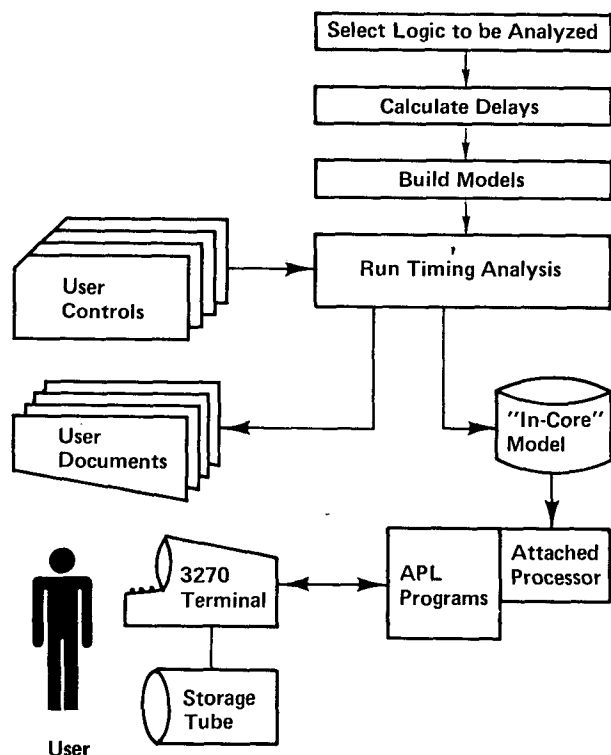 Select Logic to be Analyzed
Calculate Delays
Build Models
Run Timing Analysis
User
Controls
User
Documents
"In-Core"
Model
3270
Terminal
APL
Programs
Attached
Processor
Storage
Tube
User